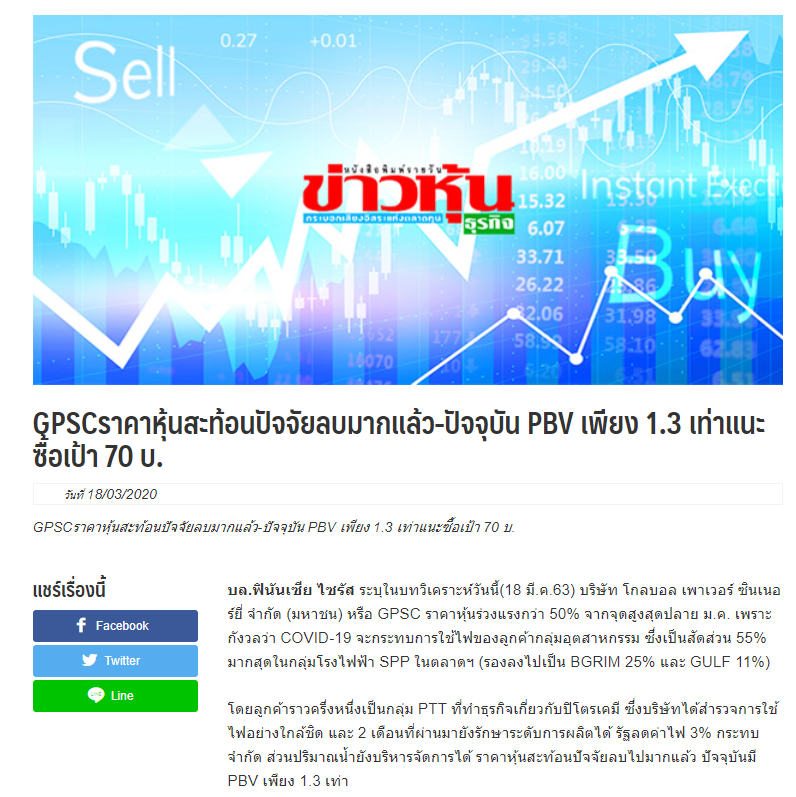 Sell
0.27 +0.01
หนังสือพิมพ์รายวัน
ข่าวหุ้น
กระบอกเสียงอิสระแห่งตลาดทุน
ธุรกิจ
Instant Executi
Buy
16.00
15.32
6.07
33.71
26.22
32.06
58.90
33.50
31.98
58.10
GPSCราคาหุ้นสะท้อนปัจจัยลบมากแล้ว-ปัจจุบัน PBV เพียง 1.3 เท่าแนะ
ซื้อเป้า 70 บ.
วันที่ 18/03/2020
GPSCราคาหุ้นสะท้อนปัจจัยลบมากแล้ว-ปัจจุบัน PBV เพียง 1.3 เท่าแนะซื้อเป้า 70 บ.
แชร์เรื่องนี้
Facebook
Twitter
Line
บล.ฟินันเซีย ไซรัส ระบุในบทวิเคราะห์วันนี้(18 มี.ค.63) บริษัท โกลบอล เพาเวอร์ ซินเนอ
ร์ยี่ จำกัด (มหาชน) หรือ GPSC ราคาหุ้นร่วงแรงกว่า 50% จากจุดสูงสุดปลาย ม.ค. เพราะ
กังวลว่า COVID-19 จะกระทบการใช้ไฟของลูกค้ากลุ่มอุตสาหกรรม ซึ่งเป็นสัดส่วน 55%
มากสุดในกลุ่มโรงไฟฟ้า SPP ในตลาดฯ (รองลงไปเป็น BGRIM 25% และ GULF 11%)
โดยลูกค้าราวครึ่งหนึ่งเป็นกลุ่ม PTT ที่ทำธุรกิจเกี่ยวกับปิโตรเคมี ซึ่งบริษัทได้สำรวจการใช้
ไฟอย่างใกล้ชิด และ 2 เดือนที่ผ่านมายังรักษาระดับการผลิตได้ รัฐลดค่าไฟ 3% กระทบ
จำกัด ส่วนปริมาณน้ำยังบริหารจัดการได้ ราคาหุ้นสะท้อนปัจจัยลบไปมากแล้ว ปัจจุบันมี
PBV เพียง 1.3 เท่า